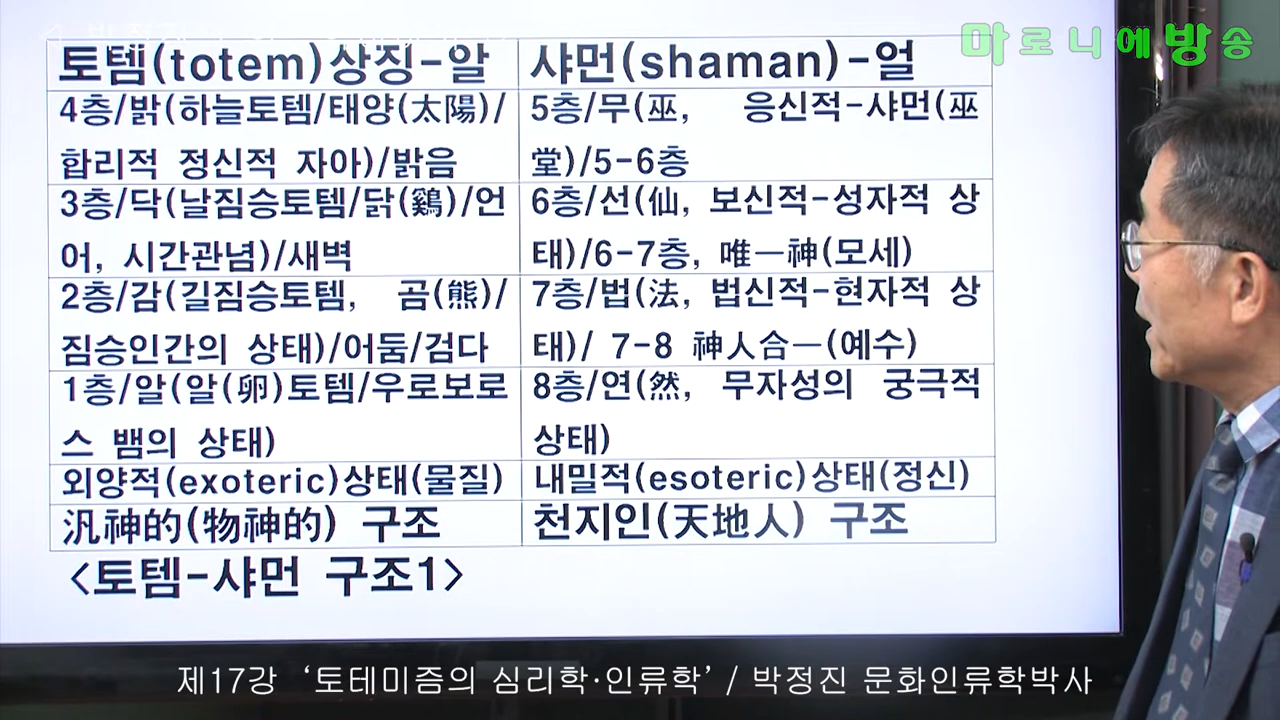 마로니에방송
토템(totem)상징-알
샤먼(shaman)-얼
4층/밝(하늘토템/태양(太陽)/
합리적 정신적 자아)/밝음
5층/무(巫, 응신적-샤먼(巫
堂)/5-6층
3층/닥(날짐승토템/닭(鷄)/언
어, 시간관념)/새벽
6층/선(仙, 보신적-성자적 상
태)/6-7층, 唯一神(모세)
2층/감(길짐승토템, 곰(熊)/
짐승인간의 상태)/어둠/검다
7층/법(法, 법신적-현자적 상
태)/ 7-8 神人合一(예수)
1층/알(알(卵)토템/우로보로
스 뱀의 상태)
8층/연(然, 무자성의 궁극적
상태)
외양적(exoteric)상태(물질)
내밀적(esoteric)상태(정신)
汎神的(物神的) 구조
천지인(天地人) 구조
<토템-샤먼 구조1>
제17강 ‘토테미즘의 심리학·인류학’ / 박정진 문화인류학박사